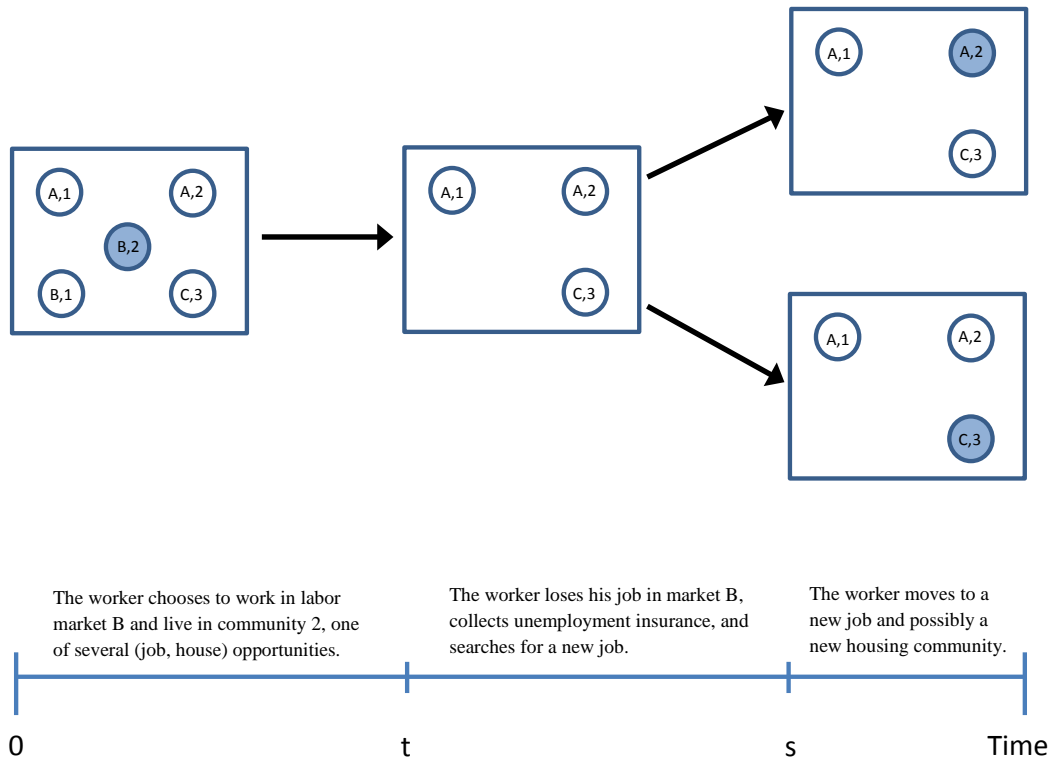 A,1
A,2
B,2
B,1
C,3
A,1
A,2
C,3
A,1
A,2
C,3
A,1
A,2
C,3
The worker chooses to work in labor
market B and live in community 2, one
of several (job, house) opportunities.
The worker loses his job in market B,
collects unemployment insurance, and
searches for a new job.
The worker moves to a
new job and possibly a
new housing community.
0
t
s
Time